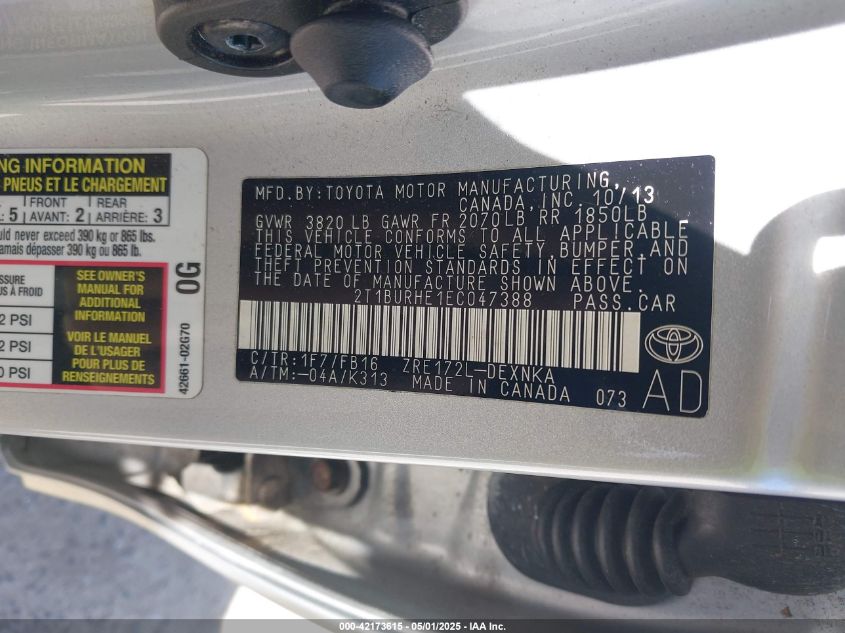 NG INFORMATION
PNEUS ET LE CHARGEMENT
5 FRONT AVANT: 2 REAR ARRIÈRE: 3
never exceed 390 kg or 865 lbs.
dépasser 390 kg ou 865 lb.
À FROID
2 PSI
2 PSI
0 PSI
SEE OWNER'S
MANUAL FOR
ADDITIONAL
INFORMATION
VOIR LE MANUEL
DE L'USAGER
POUR PLUS DE
RENSEIGNEMENTS
0G
42661-02G70
MFD.BY:TOYOTA MOTOR MANUFACTURING,
CANADA, INC. 10/13
GVWR 3820 LB GAWR FR 2070LB RR 1850LB
THIS VEHICLE CONFORMS TO ALL APPLICABLE
FEDERAL MOTOR VEHICLE SAFETY, BUMPER, AND
THEFT PREVENTION STANDARDS IN EFFECT ON
THE DATE OF MANUFACTURE SHOWN ABOVE.
2T1BURHE1EC047388 PASS.CAR
C/TR:1F7/FB16 ZRE172L-DEXNKA
A/TM:-04A/K313 MADE IN CANADA 073
AD
000-42173615 - 05/01/2025 - IAA Inc.